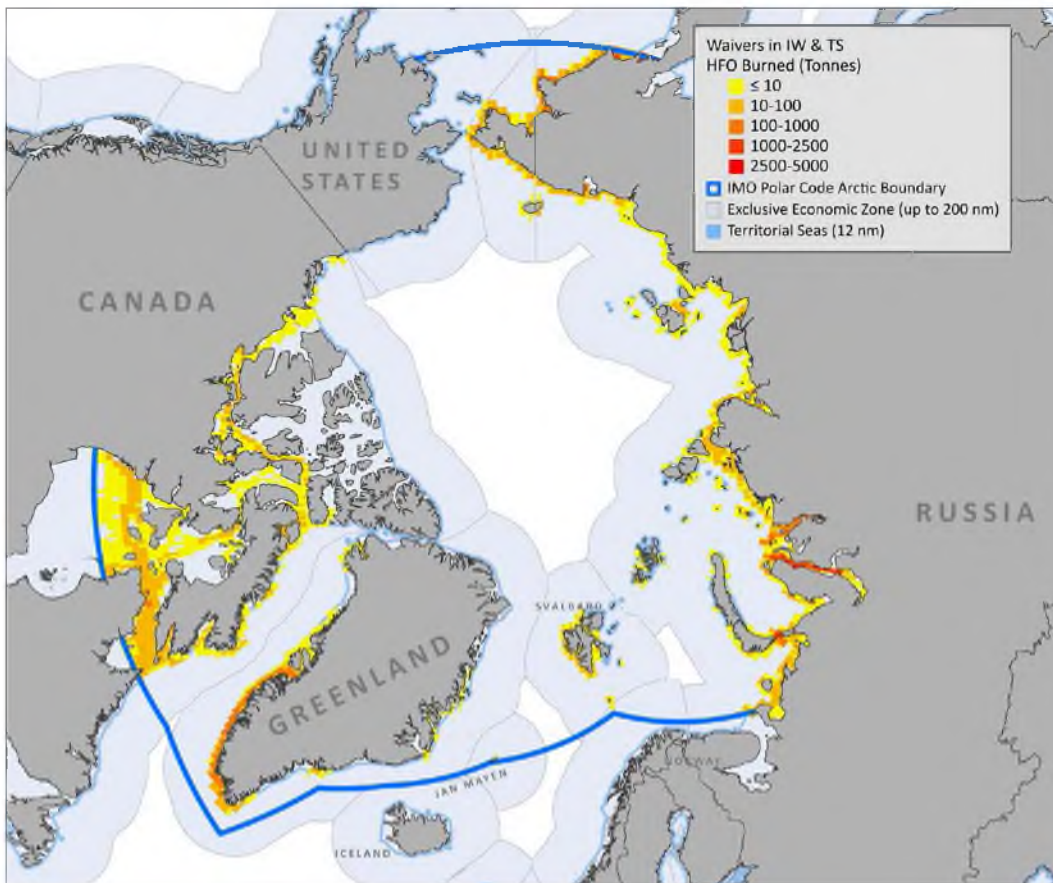 Waivers in IW & TS
HFO Burned (Tonnes)
≤ 10
10-100
100-1000
1000-2500
2500-5000
IMO Polar Code Arctic Boundary
Exclusive Economic Zone (up to 200 nm)
Territorial Seas (12 nm)
UNITED
STATES
CANADA
RUSSIA
SVALBARD
GREENLAND
NORWAY
JAN MAYEN
ICELAND